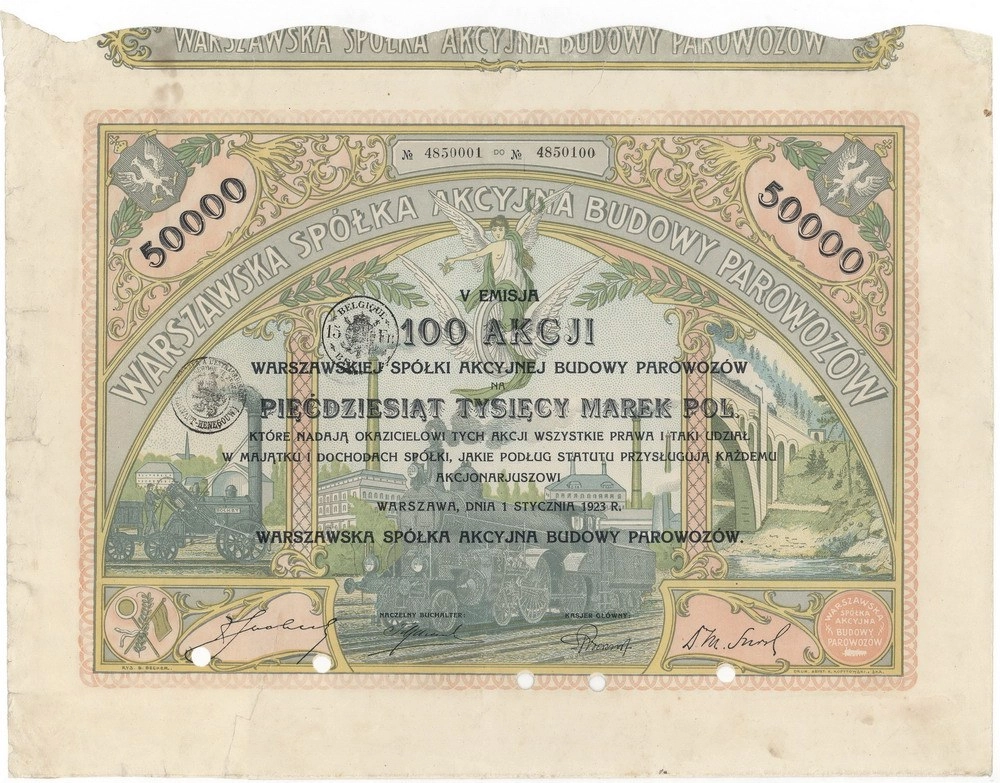 WARSZAWSKA SPÓŁKA AKCYJNA BUDOWY PAROWOZÓW
№ 4850001 DO № 4850100
50000
50000
WARSZAWSKA SPÓŁKA AKCYJNA BUDOWY PAROWOZÓW
V EMISJA
BELGIQUE
15 Fr
100 AKCJI
WARSZAWSKIEJ SPÓŁKI AKCYJNEJ BUDOWY PAROWOZÓW
NA
PIĘĆDZIESIĄT TYSIĘCY MAREK POL.
KTÓRE NADAJĄ OKAZICIELOWI TYCH AKCJI WSZYSTKIE PRAWA I TAKI UDZIAŁ
W MAJĄTKU I DOCHODACH SPÓŁKI, JAKIE PODŁUG STATUTU PRZYSŁUGUJĄ KAŻDEMU
AKCJONARJUSZOWI
WARSZAWA, DNIA 1 STYCZNIA 1923 R.
WARSZAWSKA SPÓŁKA AKCYJNA BUDOWY PAROWOZÓW.
NACZELNY BUCHALTER:
KASJER GŁÓWNY:
WARSZAWSKA
SPÓŁKA
AKCYJNA
BUDOWY
PAROWOZÓW